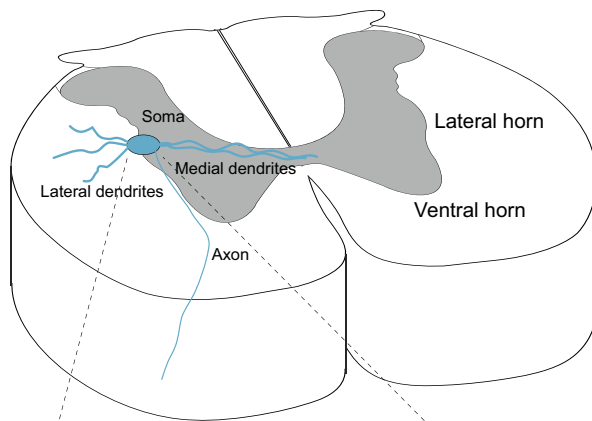 Soma
Lateral horn
Medial dendrites
Lateral dendrites
Ventral horn
Axon